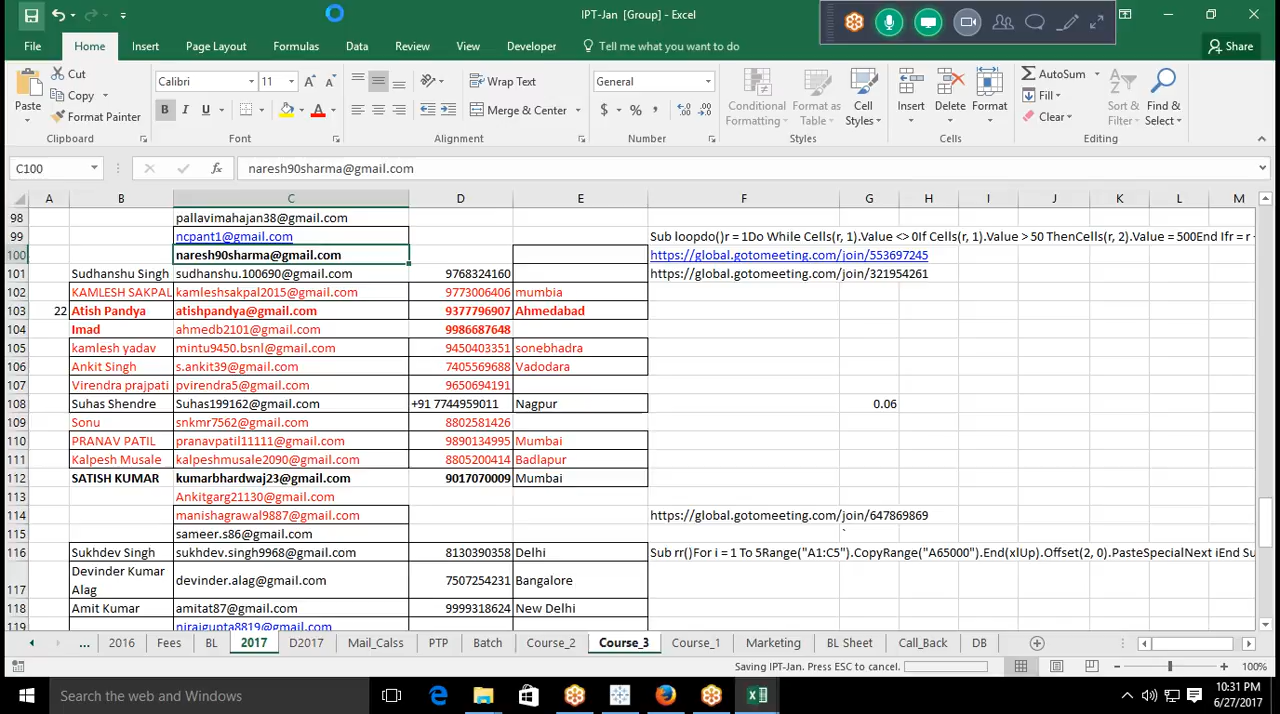 IPT-Jan [Group] - Excel
File Home Insert Page Layout Formulas Data Review View Developer Tell me what you want to do Share
Cut
Copy
Format Painter
Paste
Clipboard
Calibri 11
B I U
Font
Wrap Text
Merge & Center
Alignment
General
$ % ,
Number
Conditional Formatting
Format as Table
Cell Styles
Styles
Insert Delete Format
Cells
AutoSum
Fill
Clear
Sort & Filter
Find & Select
Editing
C100 fx naresh90sharma@gmail.com
A B C D E F G H I J K L M
98 pallavimahajan38@gmail.com
99 ncpant1@gmail.com Sub loopdo()r = 1Do While Cells(r, 1).Value <> 0If Cells(r, 1).Value > 50 ThenCells(r, 2).Value = 500End Ifr = r
100 naresh90sharma@gmail.com https://global.gotomeeting.com/join/553697245
101 Sudhanshu Singh sudhanshu.100690@gmail.com 9768324160 https://global.gotomeeting.com/join/321954261
102 KAMLESH SAKPAL kamleshsakpal2015@gmail.com 9773006406 mumbia
103 22 Atish Pandya atishpandya@gmail.com 9377796907 Ahmedabad
104 Imad ahmedb2101@gmail.com 9986687648
105 kamlesh yadav mintu9450.bsnl@gmail.com 9450403351 sonebhadra
106 Ankit Singh s.ankit39@gmail.com 7405569688 Vadodara
107 Virendra prajpati pvirendra5@gmail.com 9650694191
108 Suhas Shendre Suhas199162@gmail.com +91 7744959011 Nagpur 0.06
109 Sonu snkmr7562@gmail.com 8802581426
110 PRANAV PATIL pranavpatil11111@gmail.com 9890134995 Mumbai
111 Kalpesh Musale kalpeshmusale2090@gmail.com 8805200414 Badlapur
112 SATISH KUMAR kumarbhardwaj23@gmail.com 9017070009 Mumbai
113 Ankitgarg21130@gmail.com
114 manishagrawal9887@gmail.com https://global.gotomeeting.com/join/647869869
115 sameer.s86@gmail.com `
116 Sukhdev Singh sukhdev.singh9968@gmail.com 8130390358 Delhi Sub rr()For i = 1 To 5Range("A1:C5").CopyRange("A65000").End(xlUp).Offset(2, 0).PasteSpecialNext iEnd Su
117 Devinder Kumar Alag devinder.alag@gmail.com 7507254231 Bangalore
118 Amit Kumar amitat87@gmail.com 9999318624 New Delhi
119 nirajgupta8819@gmail.com
... 2016 Fees BL 2017 D2017 Mail_Calss PTP Batch Course_2 Course_3 Course_1 Marketing BL Sheet Call_Back DB
Saving IPT-Jan. Press ESC to cancel. 100%
Search the web and Windows
10:31 PM
6/27/2017